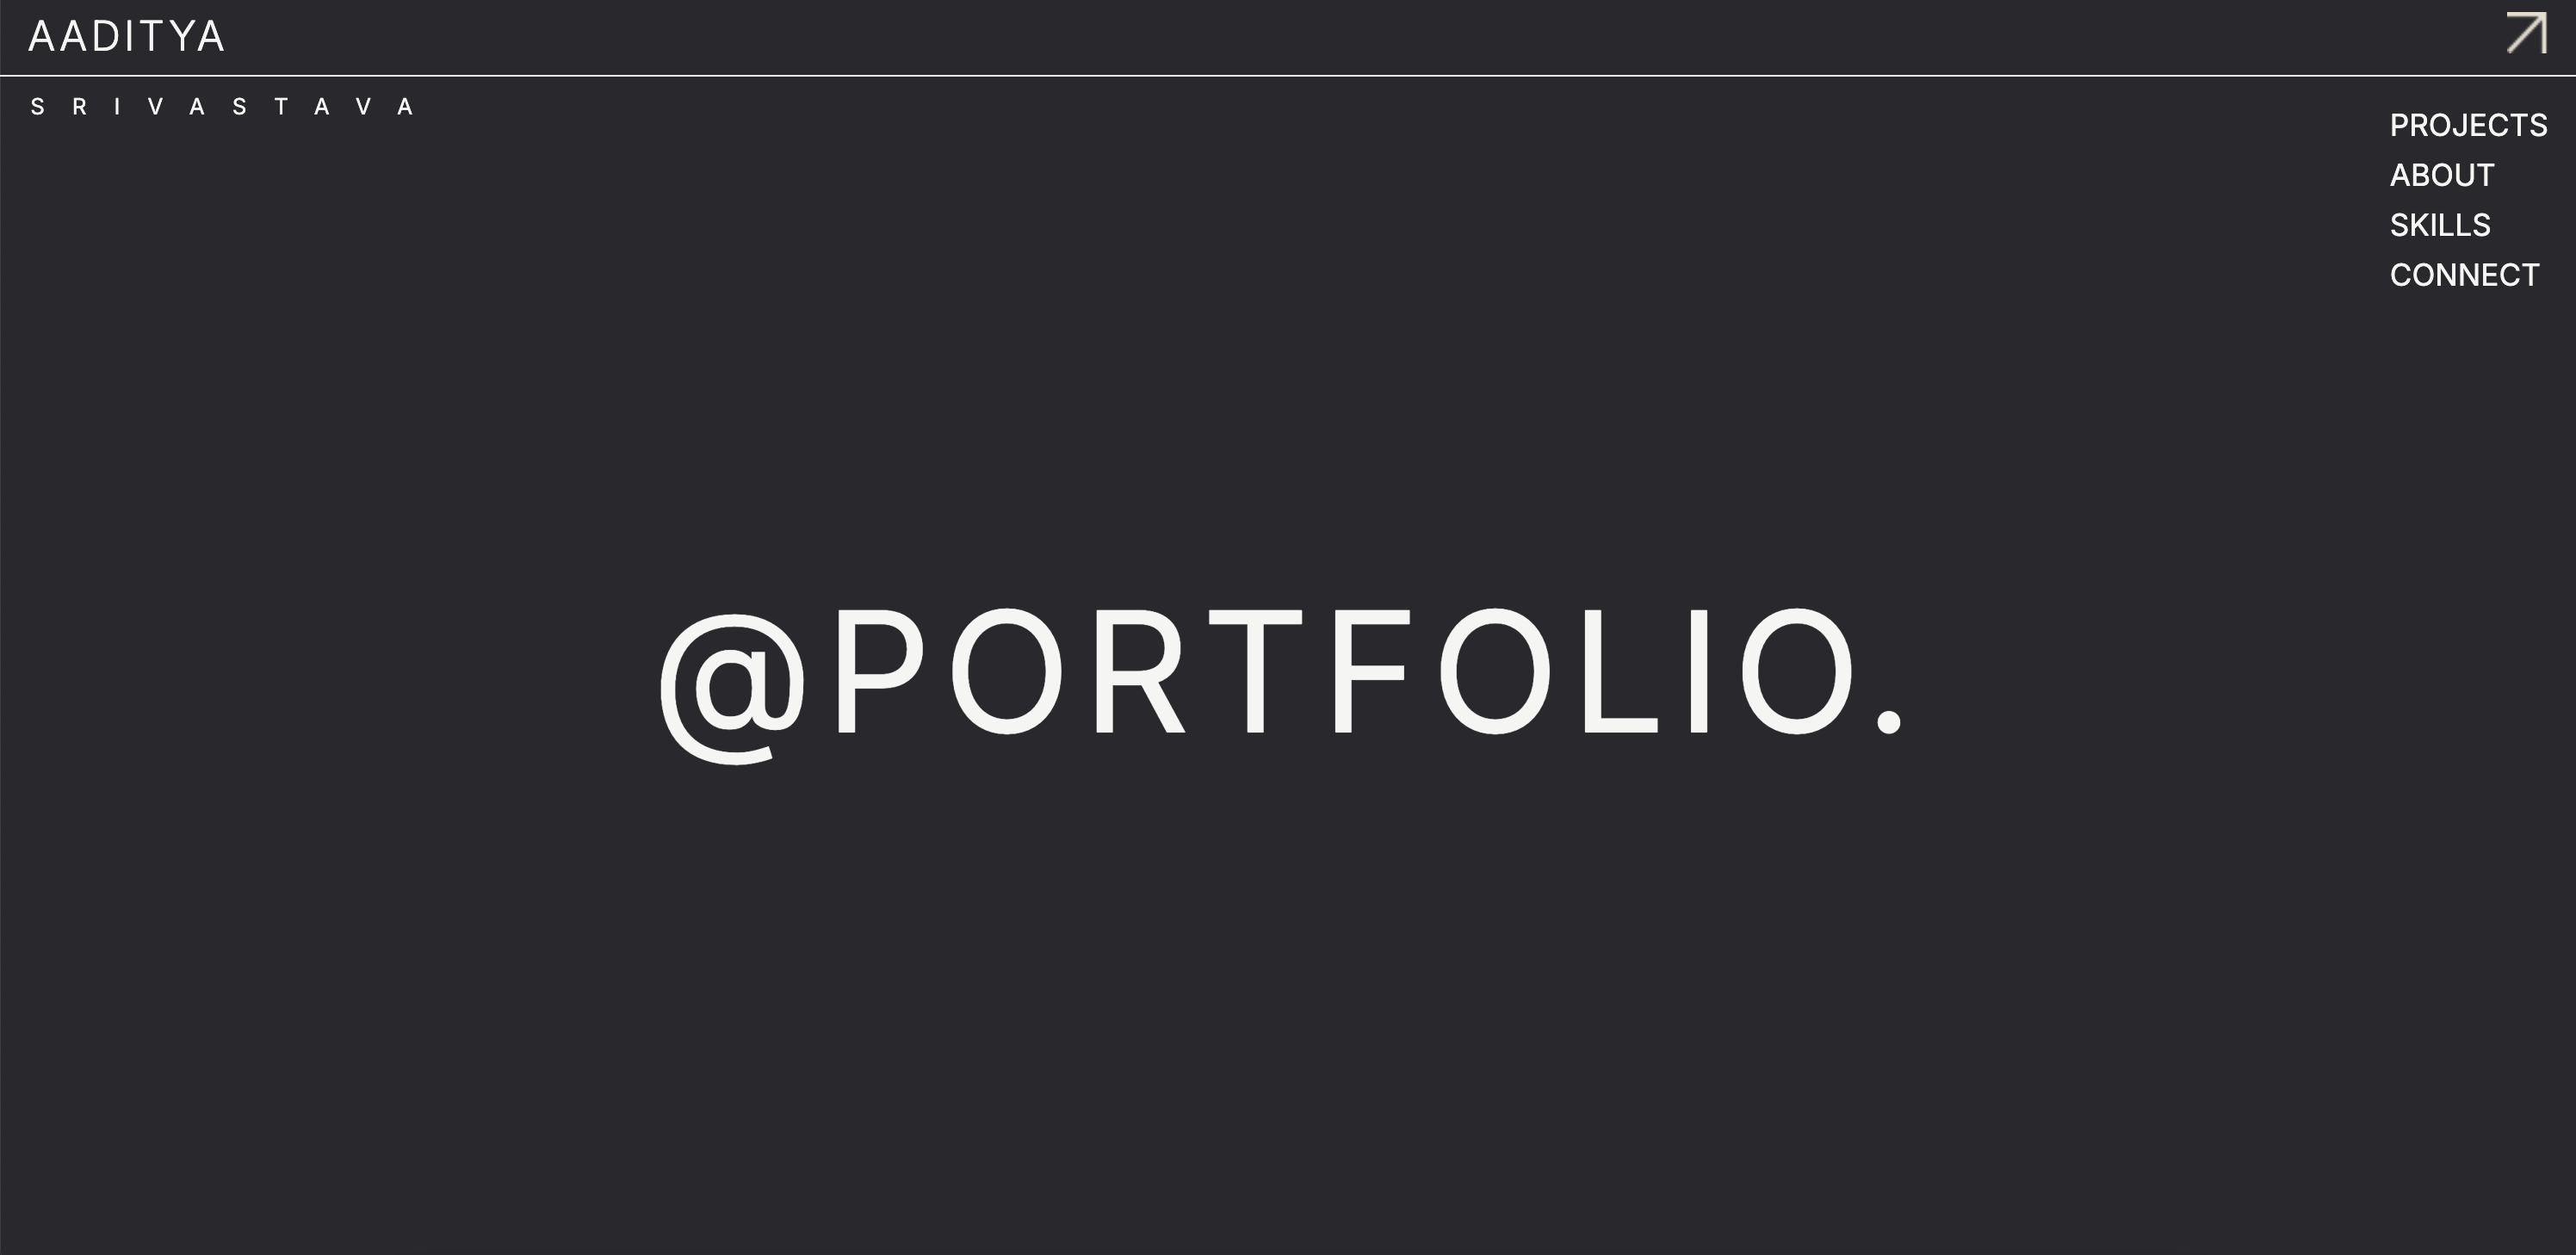 AADITYA
S R I V A S T A V A
PROJECTS
ABOUT
SKILLS
CONNECT
@PORTFOLIO.